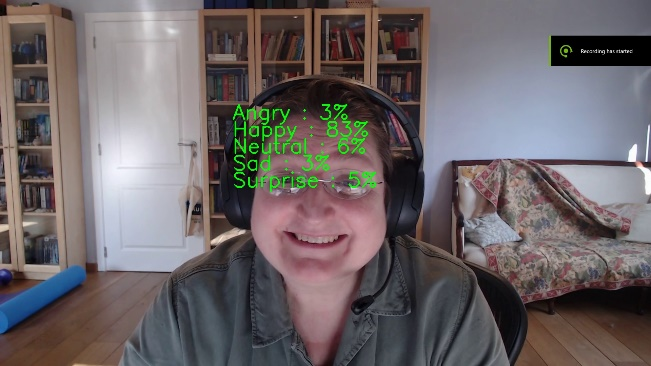 Angry : 3%
Happy : 83%
Neutral : 6%
Sad : 3%
Surprise : 5%
Recording has started